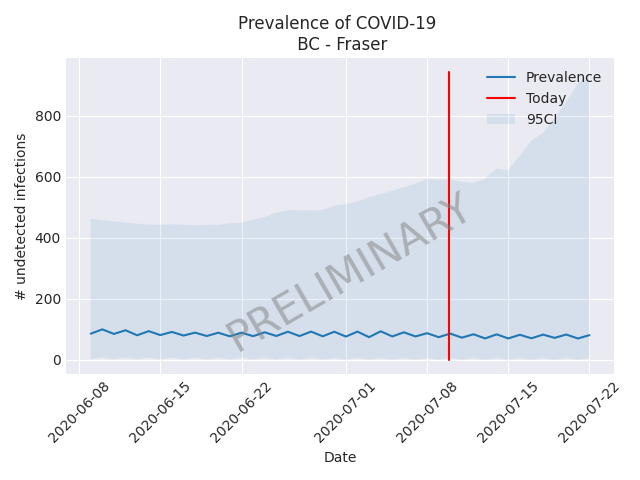 Prevalence of COVID-19
BC - Fraser
Prevalence
Today
95CI
800
600
400
200
0
# undetected infections
PRELIMINARY
2020-06-08
2020-06-15
2020-06-22
2020-07-01
2020-07-08
2020-07-15
2020-07-22
Date